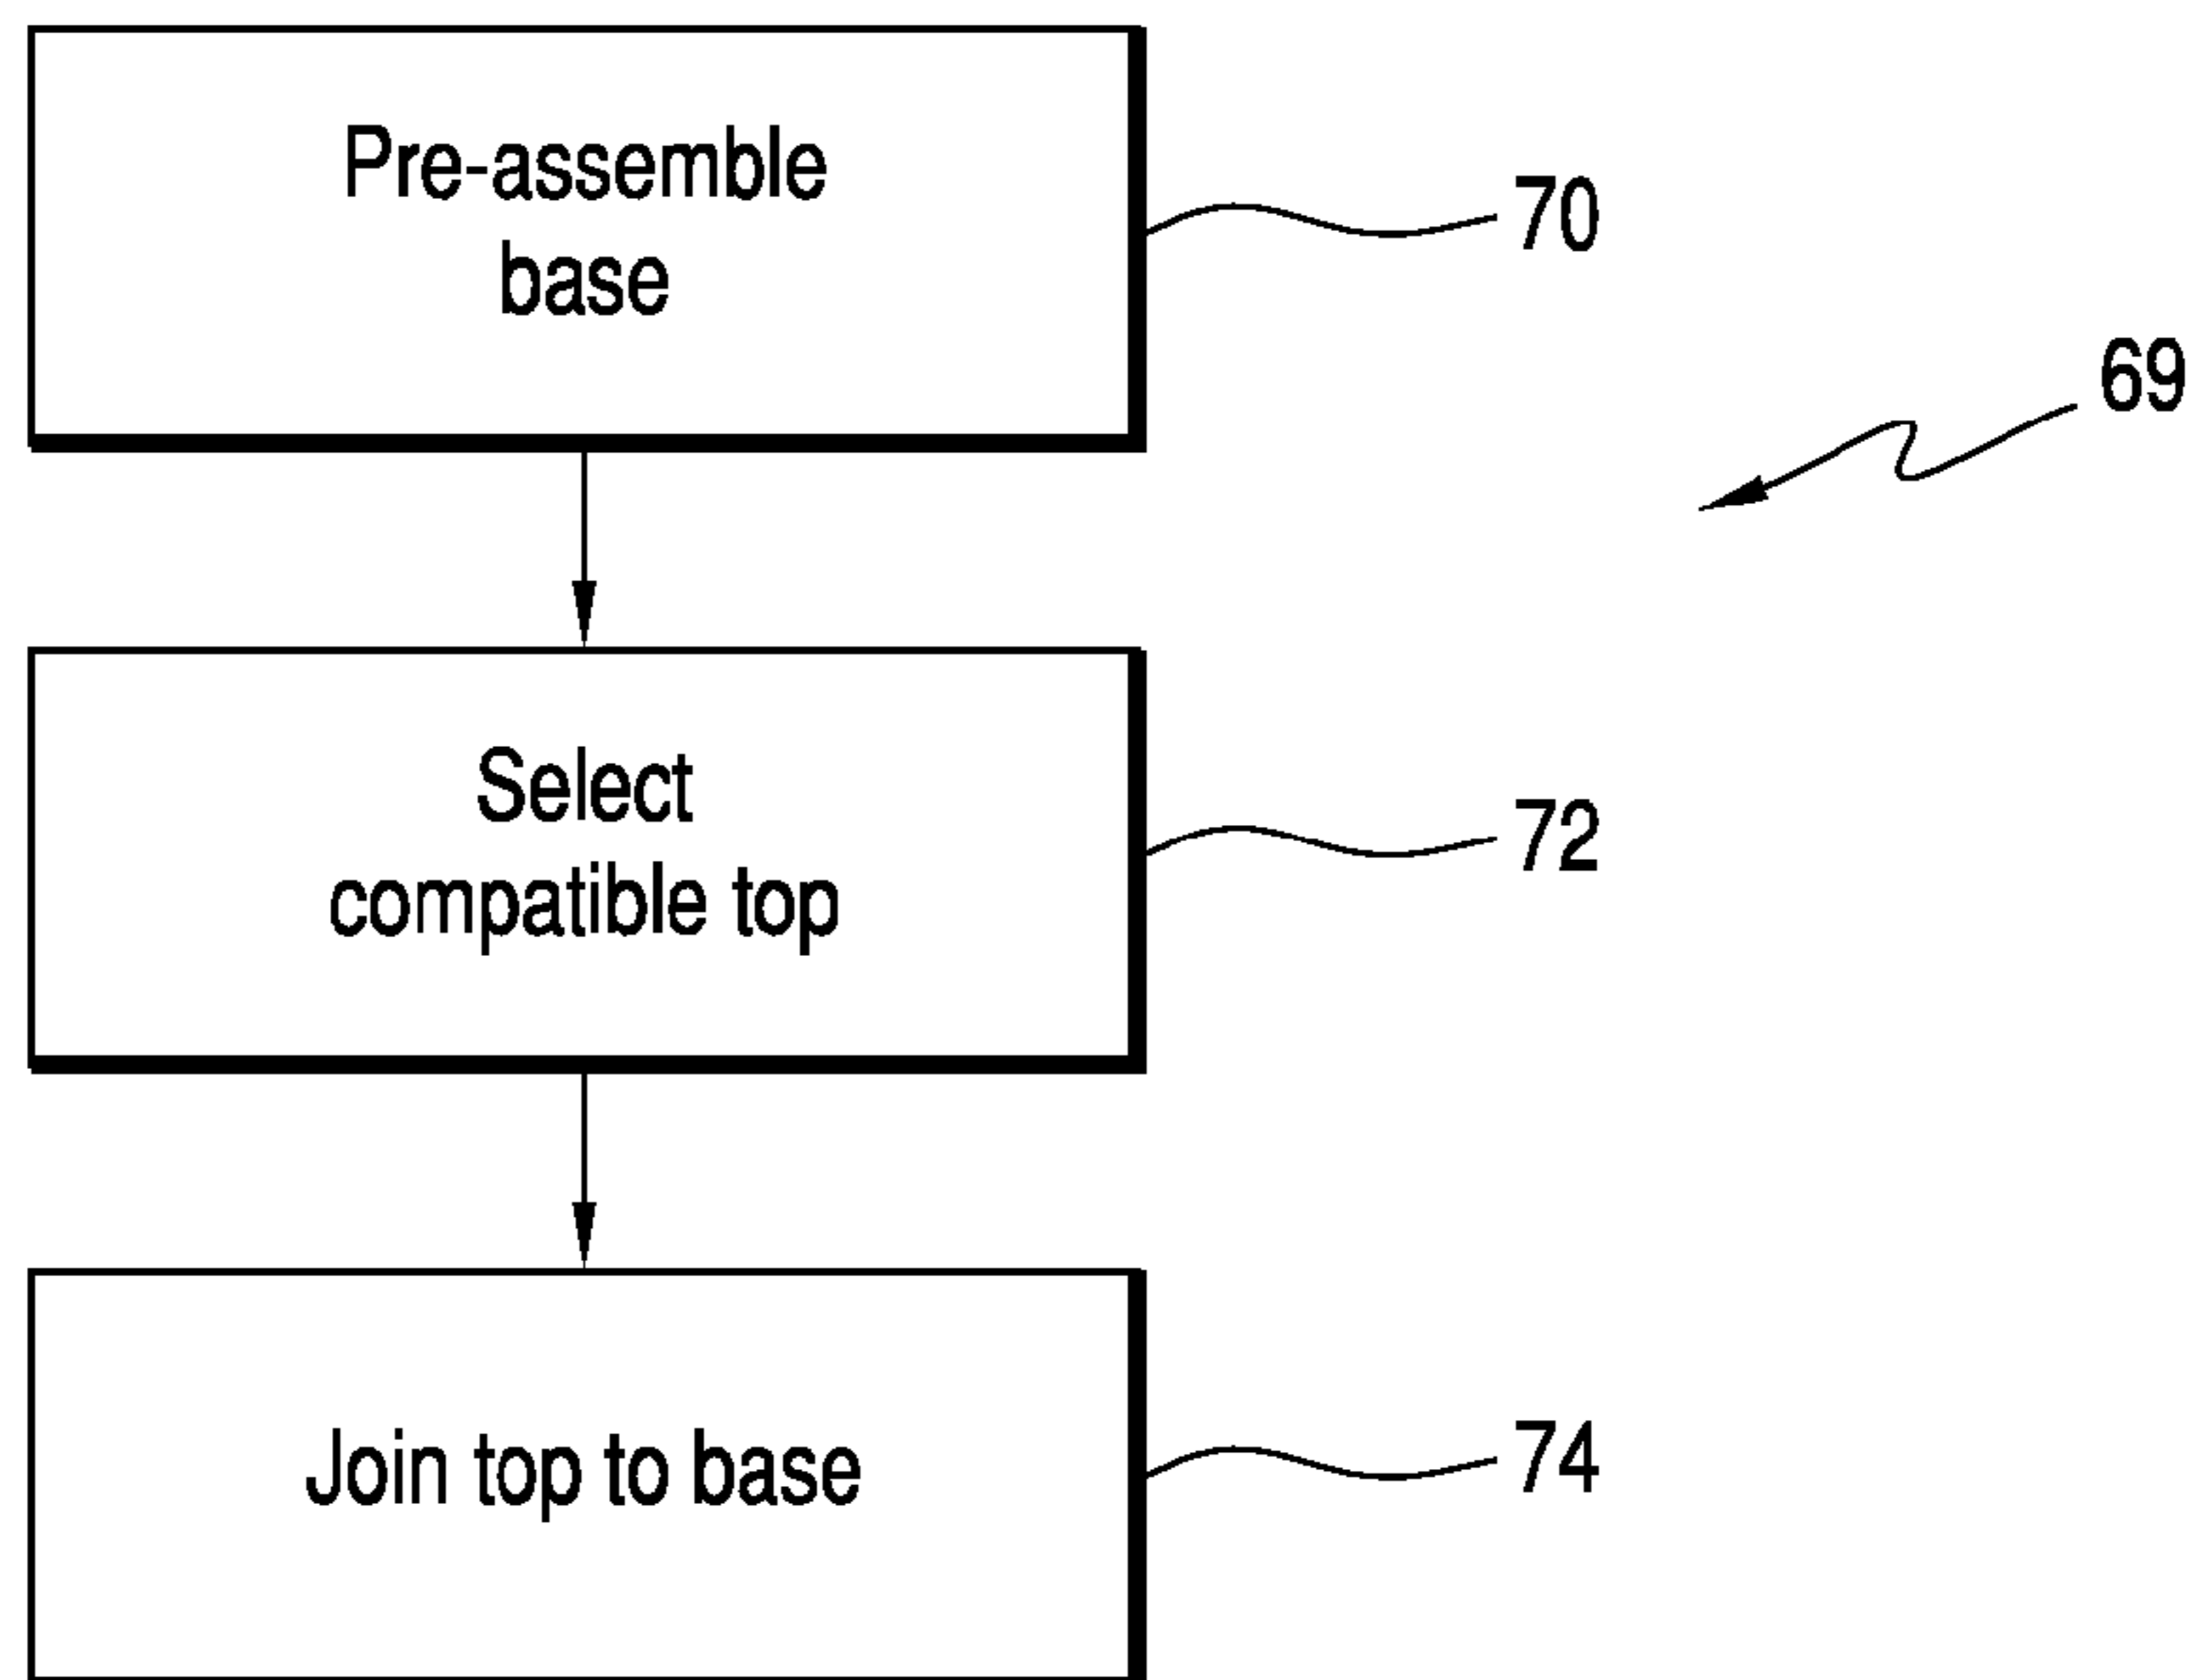 Pre-assemble
base
70
69
Select
compatible top
72
Join top to base
74